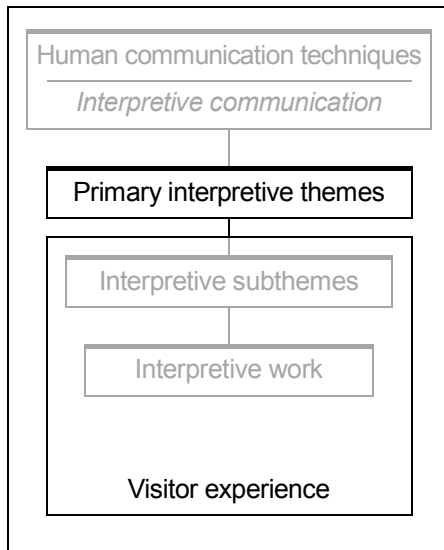 Human communication techniques
Interpretive communication
Primary interpretive themes
Interpretive subthemes
Interpretive work
Visitor experience